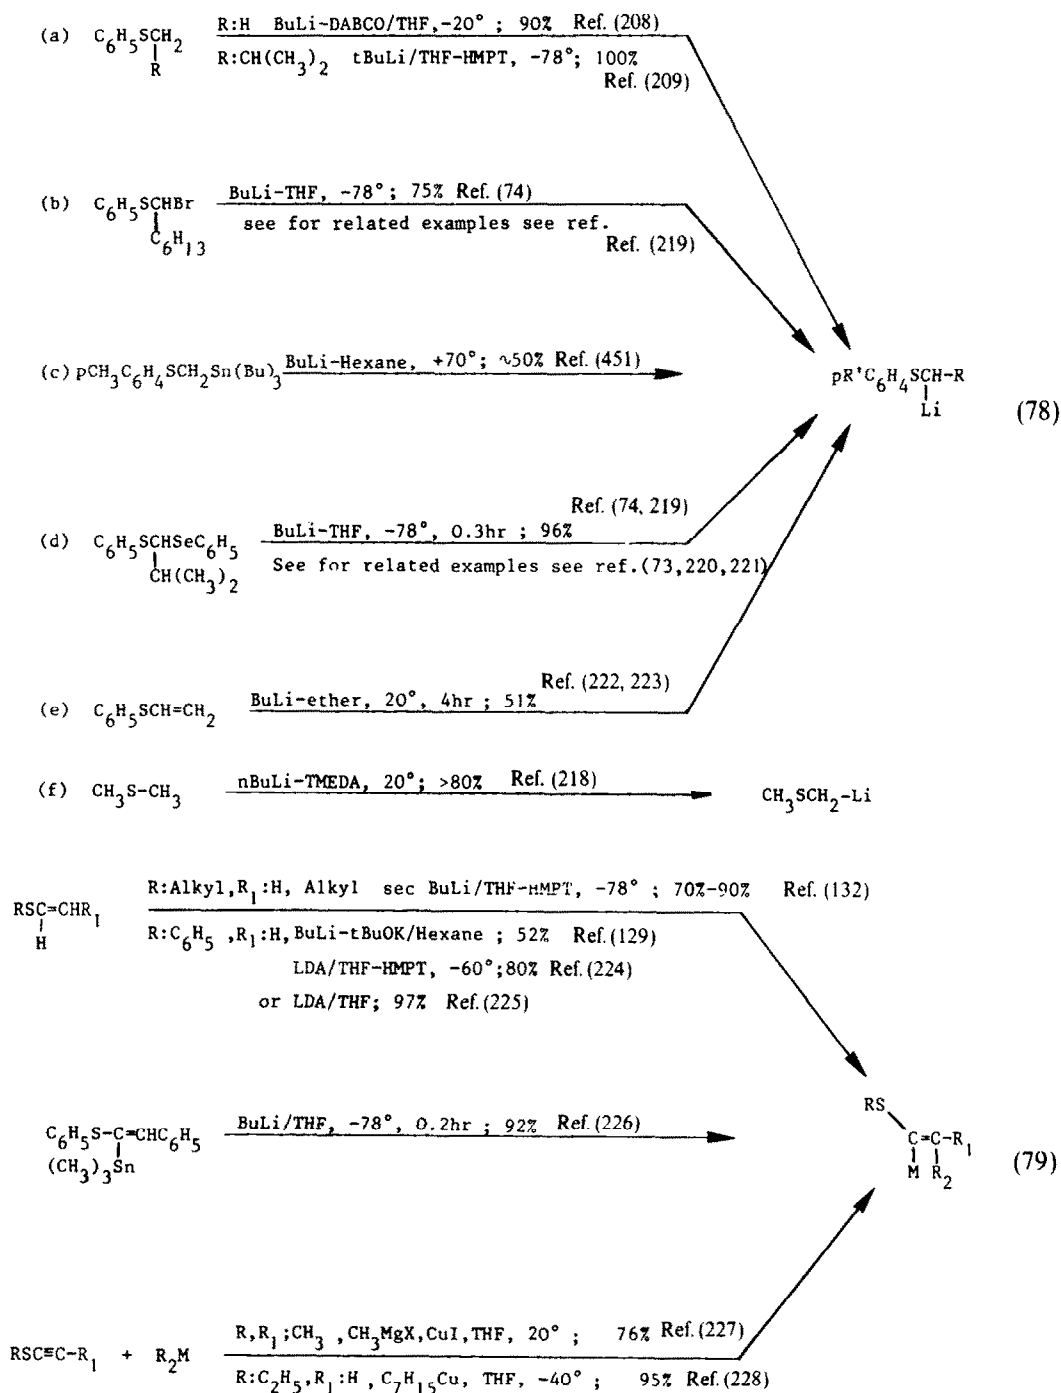 (a) C6H5SCH2 R:H BuLi-DABCO/THF,-20° ; 90% Ref. (208)
R R:CH(CH3)2 tBuLi/THF-HMPT, -78°; 100%
Ref. (209)
(b) C6H5SCHBr BuLi-THF, -78° ; 75% Ref. (74)
C6H13 see for related examples see ref.
Ref. (219)
(c) pCH3C6H4SCH2Sn(Bu)3 BuLi-Hexane, +70°; ~50% Ref. (451)
pR'C6H4SCH-R
Li
(78)
Ref. (74, 219)
(d) C6H5SCHSeC6H5 BuLi-THF, -78°, 0.3hr ; 96%
CH(CH3)2 See for related examples see ref.(73,220,221)
Ref. (222, 223)
(e) C6H5SCH=CH2 BuLi-ether, 20°, 4hr ; 51%
(f) CH3S-CH3 nBuLi-TMEDA, 20°; >80% Ref. (218) CH3SCH2-Li
R:Alkyl,R1:H, Alkyl sec BuLi/THF-HMPT, -78° ; 70%-90% Ref. (132)
RSC=CHR1
H
R:C6H5 ,R1:H,BuLi-tBuOK/Hexane ; 52% Ref.(129)
LDA/THF-HMPT, -60°;80% Ref. (224)
or LDA/THF; 97% Ref.(225)
RS
C6H5S-C=CHC6H5 BuLi/THF, -78°, 0.2hr ; 92% Ref. (226)
(CH3)3Sn
C=C-R1
M R2
(79)
R,R1;CH3 ,CH3MgX,CuI,THF, 20° ; 76% Ref.(227)
RSC≡C-R1 + R2M
R:C2H5,R1:H ,C7H15Cu, THF, -40° ; 95% Ref.(228)